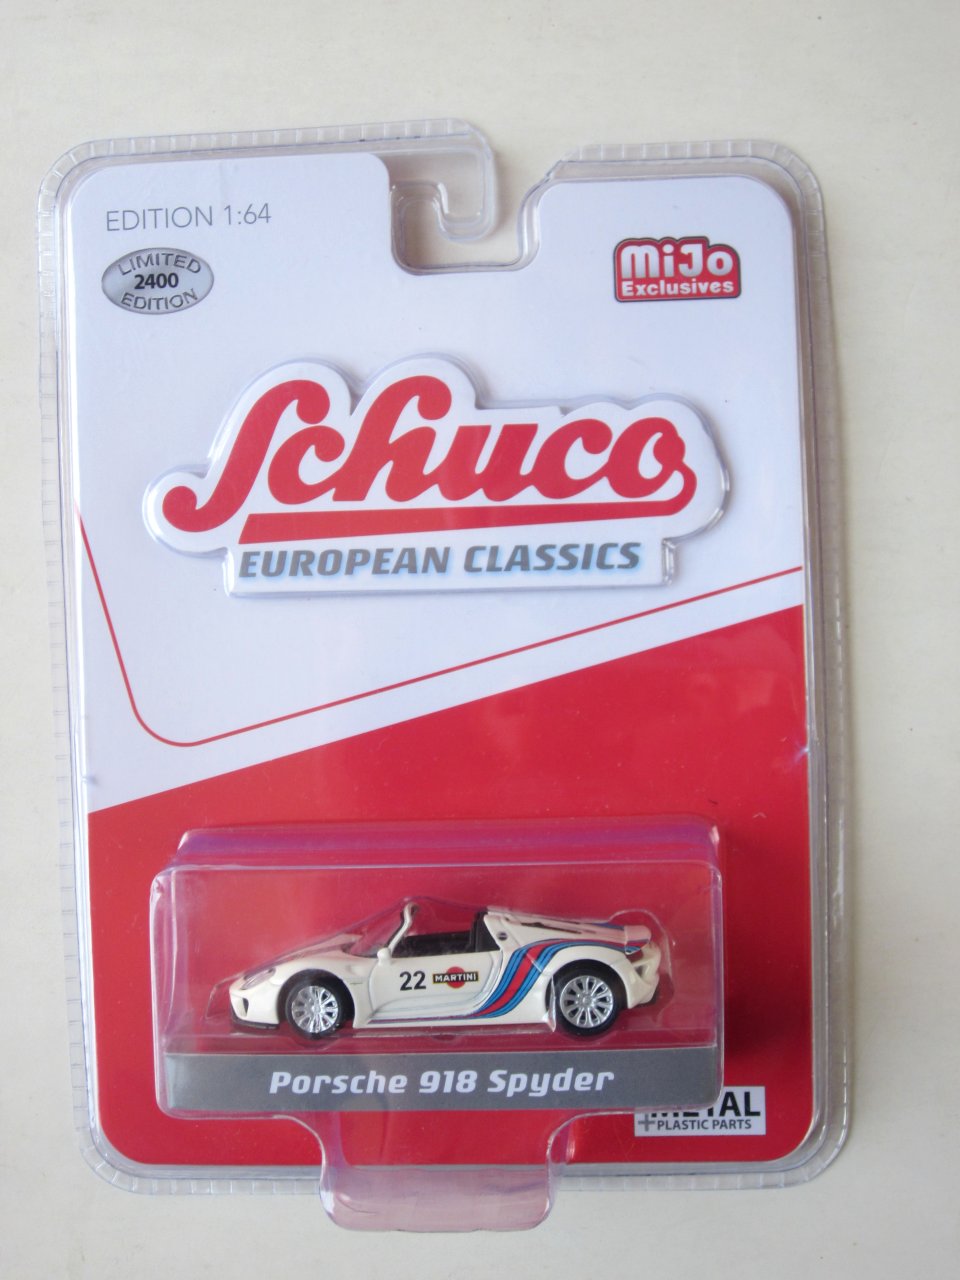 EDITION 1:64
LIMITED
2400
EDITION
MiJo
Exclusives
Schuco
EUROPEAN CLASSICS
22 MARTINI
Porsche 918 Spyder
METAL
+PLASTIC PARTS